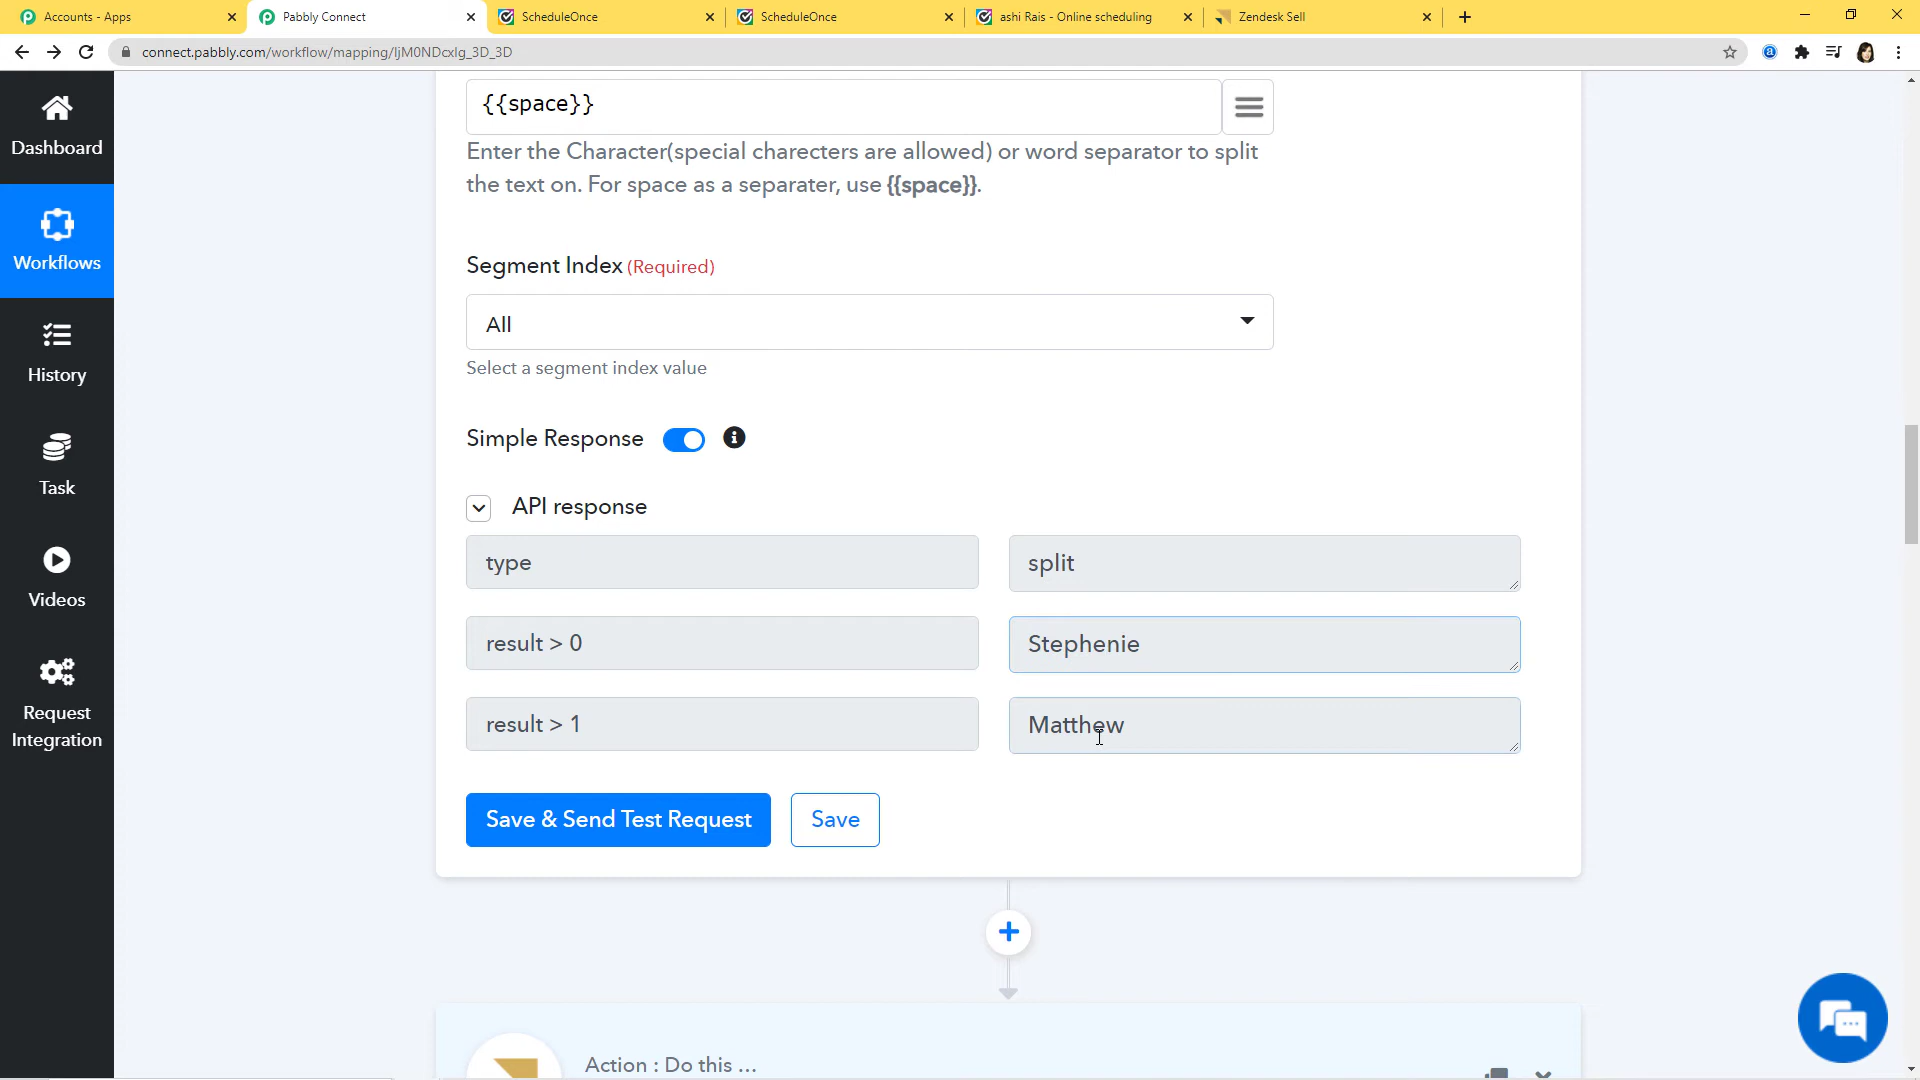 Accounts - Apps
Pabbly Connect
ScheduleOnce
ScheduleOnce
ashi Rais - Online scheduling
Zendesk Sell
connect.pabbly.com/workflow/mapping/IjM0NDcxIg_3D_3D
Dashboard
Workflows
History
Task
Videos
Request
Integration
{{space}}
Enter the Character(special charecters are allowed) or word separator to split
the text on. For space as a separater, use {{space}}.
Segment Index (Required)
All
Select a segment index value
Simple Response
API response
type
split
result > 0
Stephenie
result > 1
Matthew
Save & Send Test Request
Save
Action : Do this ...